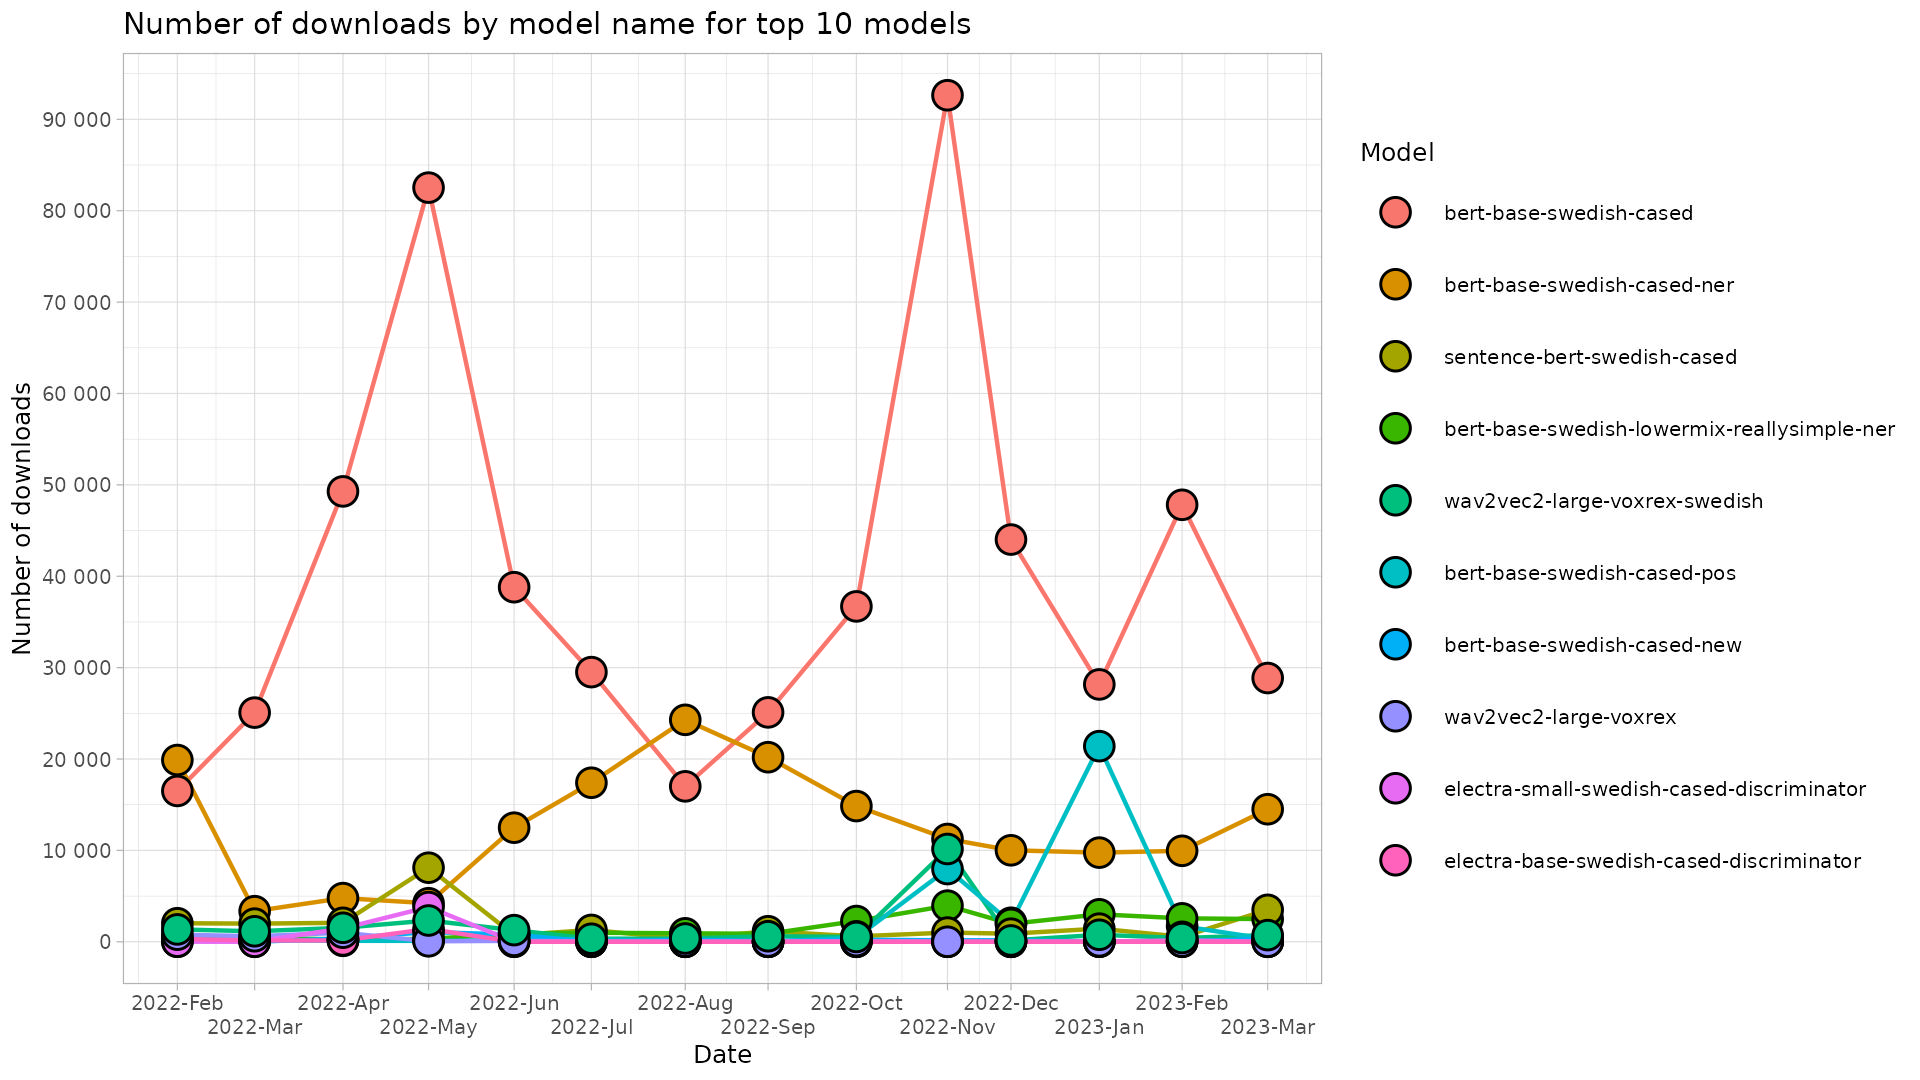 Number of downloads by model name for top 10 models
Number of downloads
90 000
80 000
70 000
60 000
50 000
40 000
30 000
20 000
10 000
0
2022-Feb
2022-Mar
2022-Apr
2022-May
2022-Jun
2022-Jul
2022-Aug
2022-Sep
2022-Oct
2022-Nov
2022-Dec
2023-Jan
2023-Feb
2023-Mar
Date
Model
bert-base-swedish-cased
bert-base-swedish-cased-ner
sentence-bert-swedish-cased
bert-base-swedish-lowermix-reallysimple-ner
wav2vec2-large-voxrex-swedish
bert-base-swedish-cased-pos
bert-base-swedish-cased-new
wav2vec2-large-voxrex
electra-small-swedish-cased-discriminator
electra-base-swedish-cased-discriminator